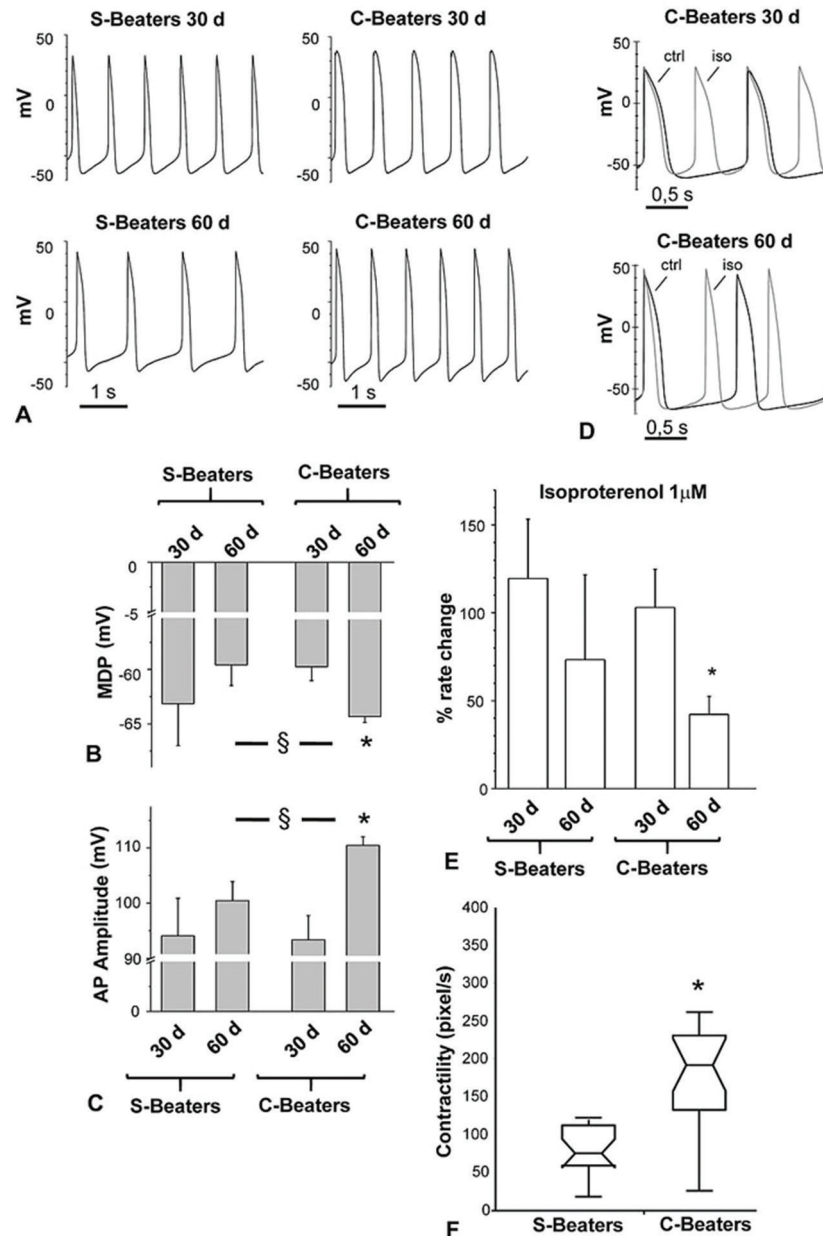 S-Beaters 30 d
C-Beaters 30 d
50
0
-50
mV
50
0
-50
S-Beaters 60 d
C-Beaters 60 d
50
0
-50
mV
50
0
-50
1 s
1 s
A
C-Beaters 30 d
50
0
-50
mV
ctrl
iso
0,5 s
C-Beaters 60 d
50
0
-50
mV
ctrl
iso
0,5 s
D
S-Beaters
C-Beaters
30 d
60 d
30 d
60 d
0
-5
-60
-65
MDP (mV)
§
*
B
§
*
110
100
90
0
AP Amplitude (mV)
30 d
60 d
30 d
60 d
S-Beaters
C-Beaters
C
Isoproterenol 1μM
150
100
50
0
% rate change
*
30 d
60 d
30 d
60 d
S-Beaters
C-Beaters
E
400
350
300
250
200
150
100
50
0
Contractility (pixel/s)
*
S-Beaters
C-Beaters
F